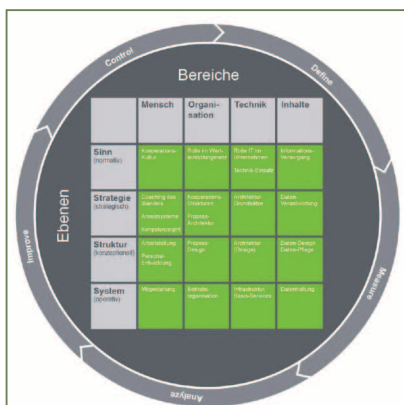 Control
Define
Measure
Analyze
Improve
Bereiche
Ebenen
Mensch
Organi-
sation
Technik
Inhalte
Sinn
(normativ)
Kooperations-
Kultur
Rolle im Wert-
Rolle IT im
Unternehmen
Technik-Einsatz
Informations-
Versorgung
Strategie
(strategisch)
Coaching des
Wandels
Anreizsysteme
Kooperations-
Strukturen
Prozess-
Architektur
Architektur
Daten-
Verantwortung
Struktur
(konzeptionell)
Arbeitsteilung
Personal-
Entwicklung
Prozess-
Design
Architektur
(Design)
Daten-Design
Daten-Pflege
System
(operativ)
Mitgestaltung
Betriebs-
organisation
Infrastruktur
Basis-Services
Datenhaltung